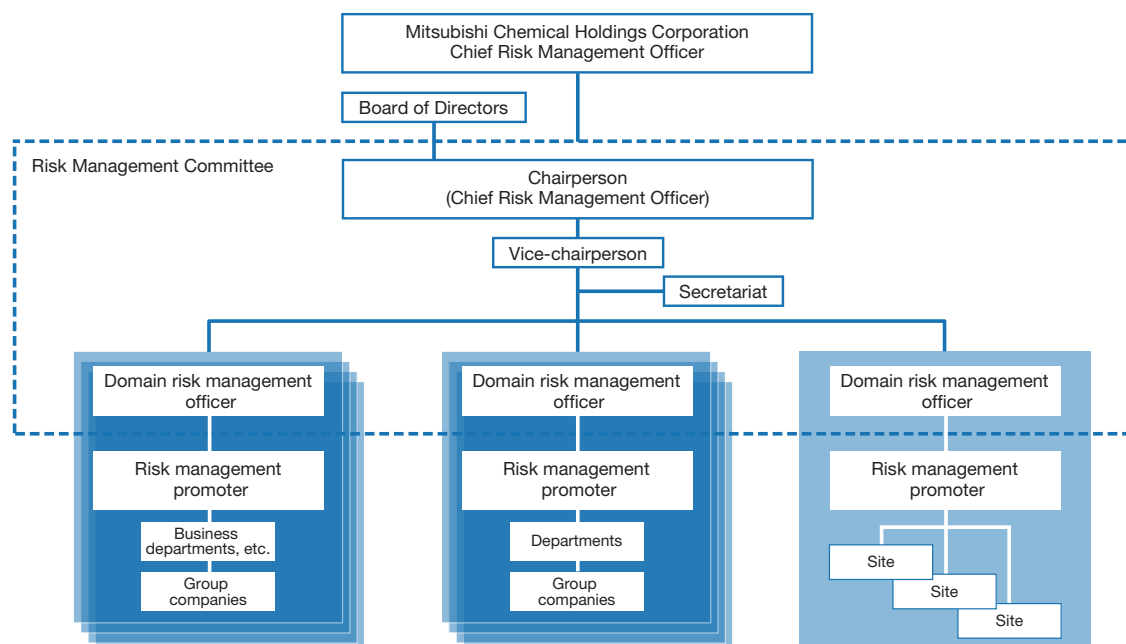 Mitsubishi Chemical Holdings Corporation
Chief Risk Management Officer
Board of Directors
Risk Management Committee
Chairperson
(Chief Risk Management Officer)
Vice-chairperson
Secretariat
Domain risk management
officer
Risk management
promoter
Business
departments, etc.
Group
companies
Domain risk management
officer
Risk management
promoter
Departments
Group
companies
Domain risk management
officer
Risk management
promoter
Site
Site
Site